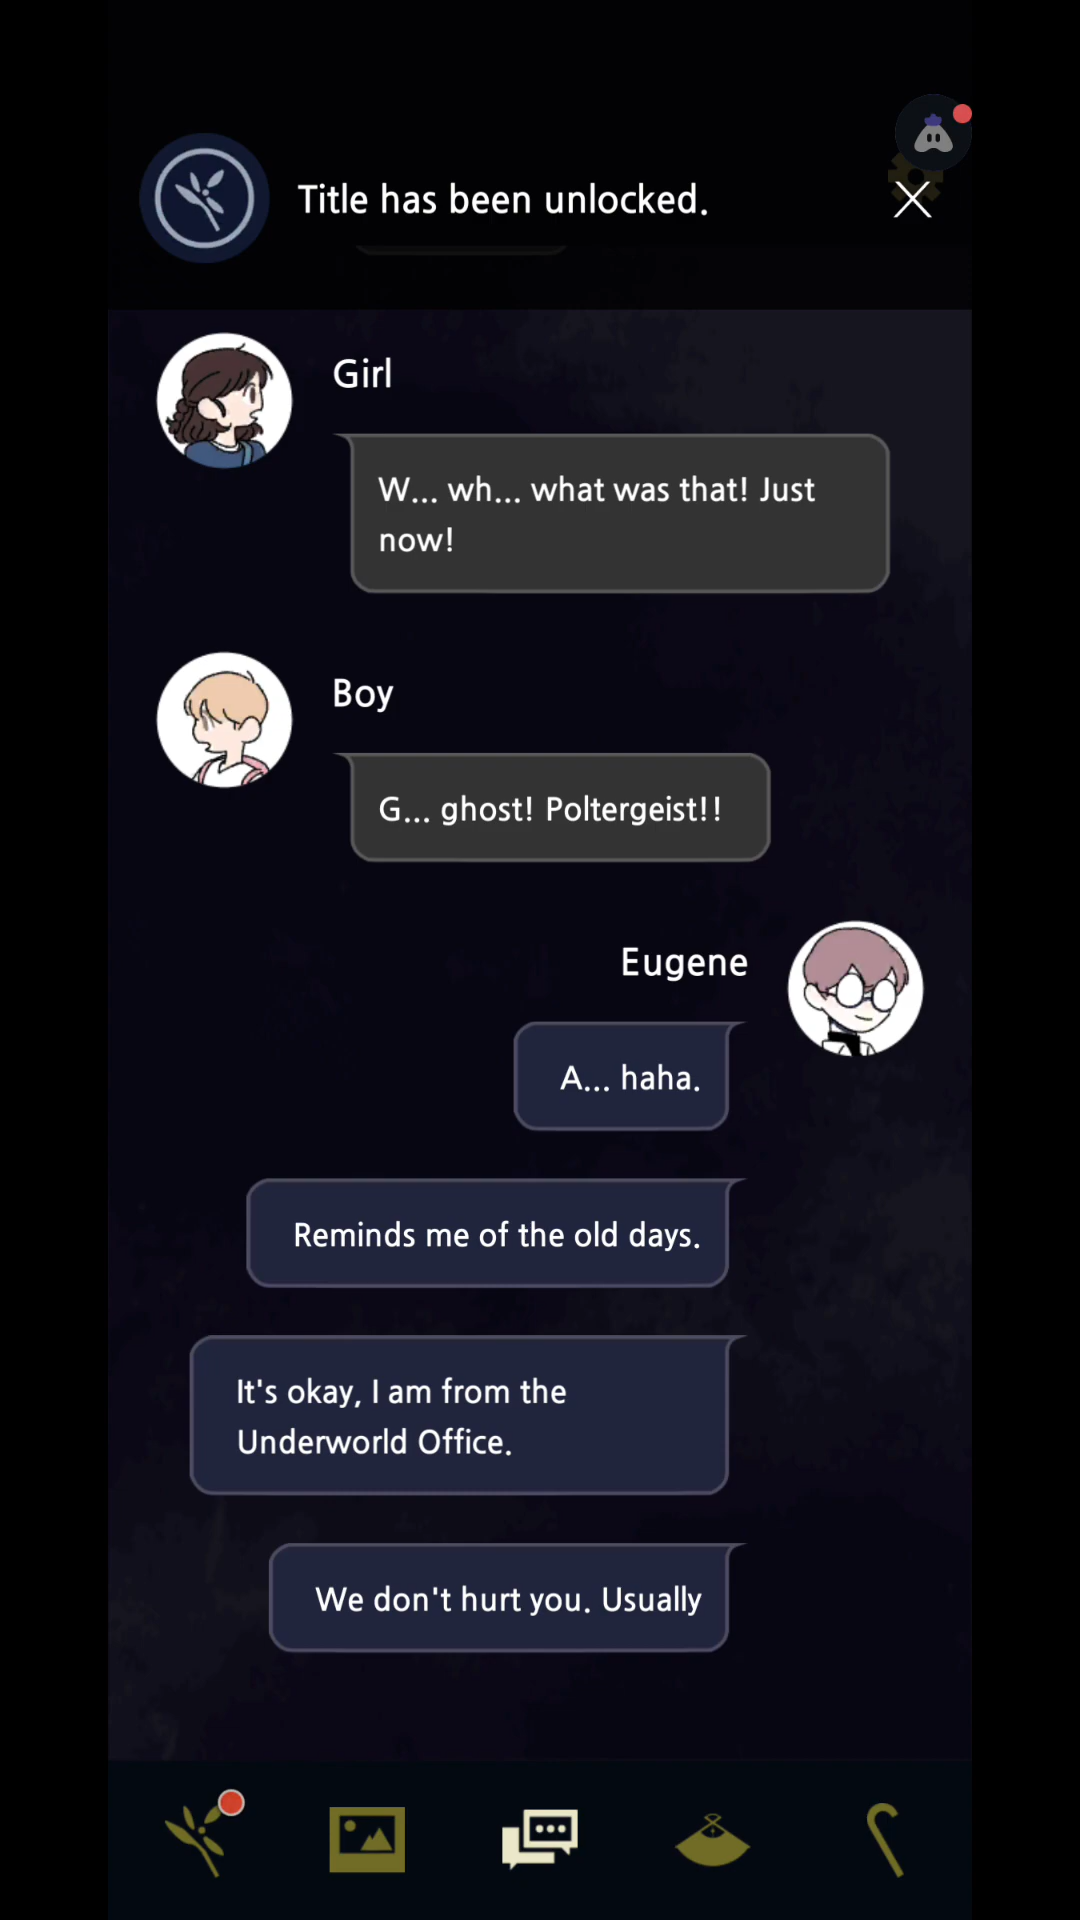 Title has been unlocked.
Girl
W... wh... what was that! Just
now!
Boy
G... ghost! Poltergeist!!
Eugene
A... haha.
Reminds me of the old days.
It's okay, I am from the
Underworld Office.
We don't hurt you. Usually